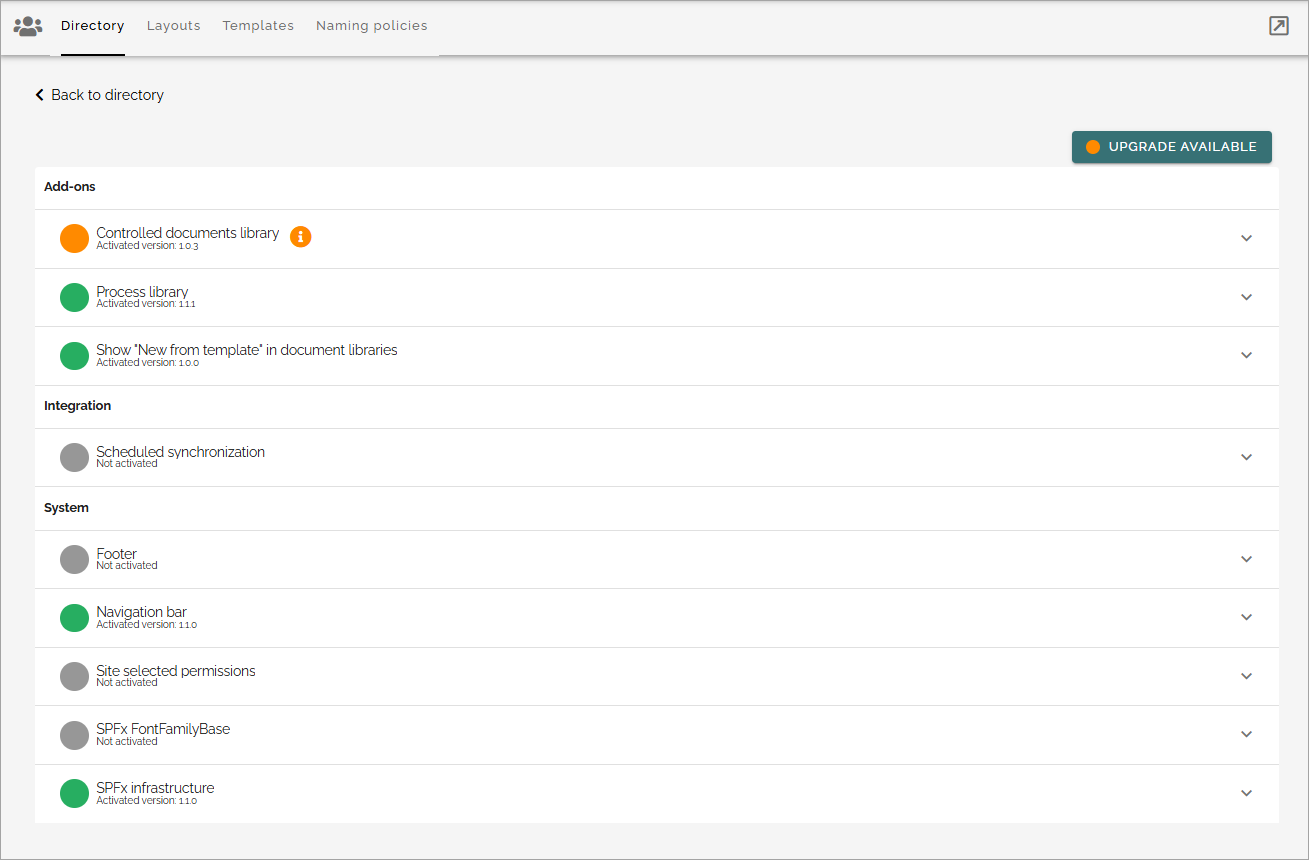 Directory Layouts Templates Naming policies
Back to directory
UPGRADE AVAILABLE
Add-ons
Controlled documents library
Activated version: 1.0.3
Process library
Activated version: 1.1.1
Show "New from template" in document libraries
Activated version: 1.0.0
Integration
Scheduled synchronization
Not activated
System
Footer
Not activated
Navigation bar
Activated version: 1.1.0
Site selected permissions
Not activated
SPFx FontFamilyBase
Not activated
SPFx infrastructure
Activated version: 1.1.0